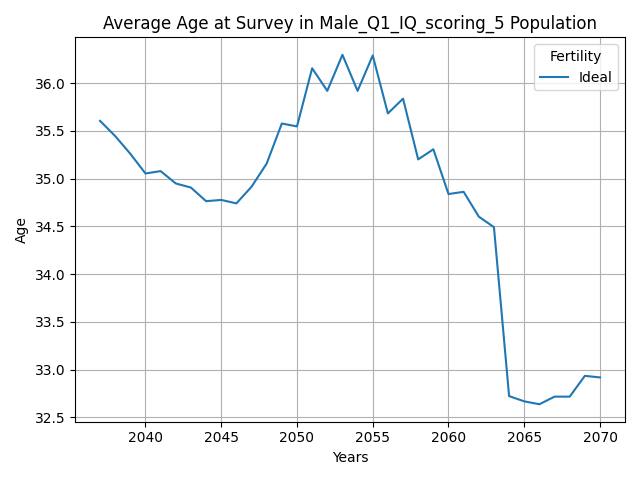 Average Age at Survey in Male_Q1_IQ_scoring_5 Population
Fertility
Ideal
36.0
35.5
35.0
34.5
34.0
33.5
33.0
32.5
Age
2040 2045 2050 2055 2060 2065 2070
Years